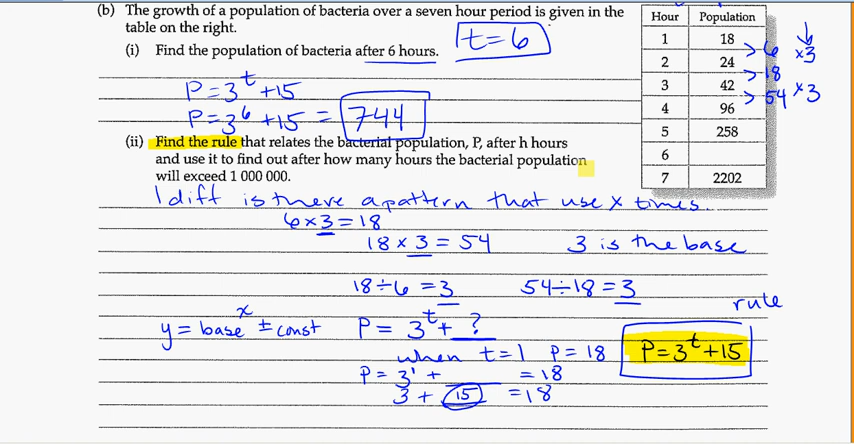 (b) The growth of a population of bacteria over a seven hour period is given in the
table on the right.
t=6
(i) Find the population of bacteria after 6 hours.
P = 3^t +15
P = 3^6 +15 = 744
(ii) Find the rule that relates the bacterial population, P, after h hours
and use it to find out after how many hours the bacterial population
will exceed 1 000 000.
Hour Population
1 18
2 24
3 42
4 96
5 258
6
7 2202
> 6 ×3
> 18
> 54 ×3
1 diff is there a pattern that use × times.
6 × 3 = 18
18 × 3 = 54 3 is the base
18 ÷ 6 = 3 54 ÷ 18 = 3
rule
y = base^x ± const P = 3^t + ?
when t=1 P = 18 P = 3^t +15
P = 3^1 + = 18
3 + 15 = 18